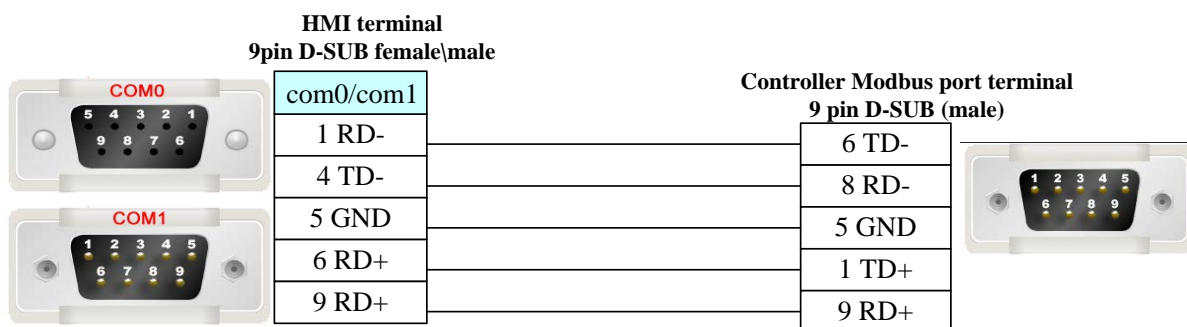 HMI terminal
9pin D-SUB female\male
COM0
5 4 3 2 1
9 8 7 6
COM1
1 2 3 4 5
6 7 8 9
com0/com1
1 RD-
4 TD-
5 GND
6 RD+
9 RD+
Controller Modbus port terminal
9 pin D-SUB (male)
6 TD-
8 RD-
5 GND
1 TD+
9 RD+
1 2 3 4 5
6 7 8 9